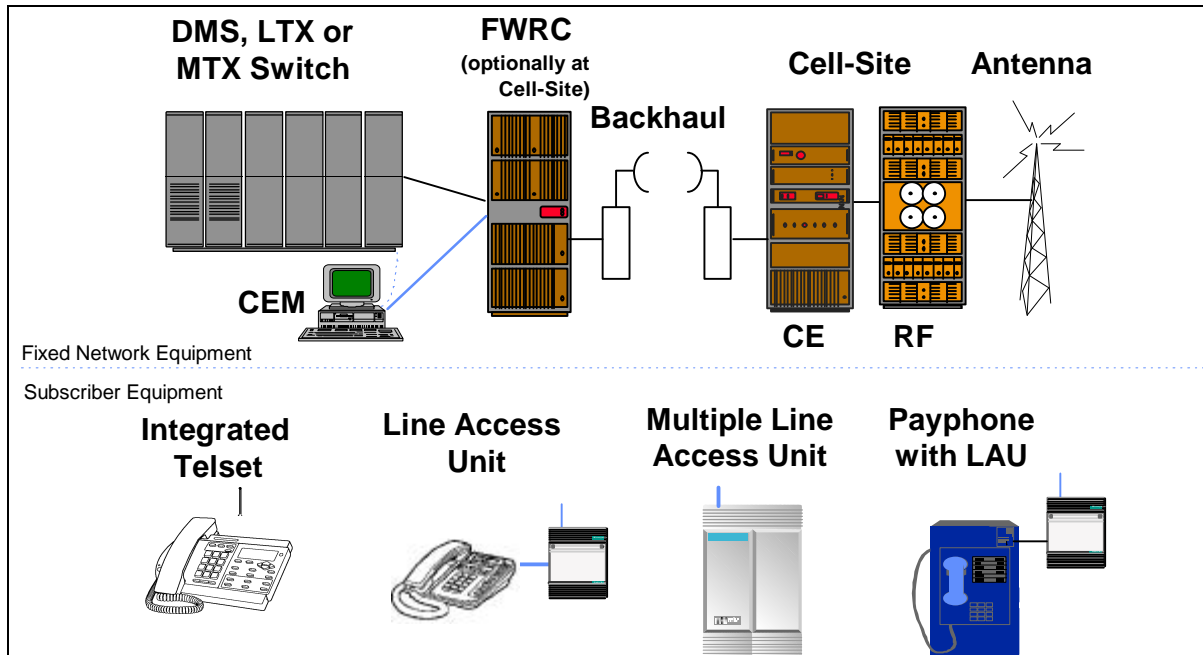 DMS, LTX or
MTX Switch
FWRC
(optionally at
Cell-Site)
Backhaul
Cell-Site
Antenna
CEM
CE
RF
Fixed Network Equipment
Subscriber Equipment
Integrated
Telset
Line Access
Unit
Multiple Line
Access Unit
Payphone
with LAU